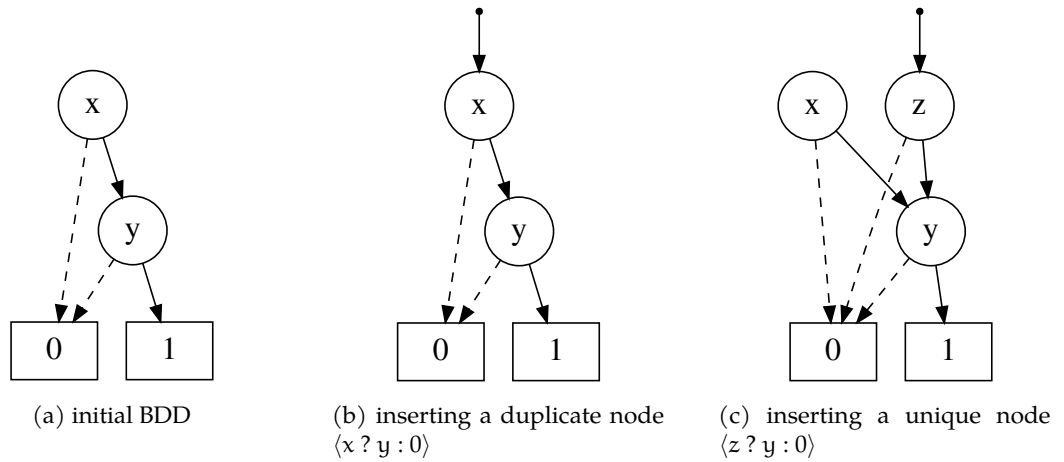 x
y
0 1
(a) initial BDD
x
y
0 1
(b) inserting a duplicate node
⟨x ? y : 0⟩
x z
y
0 1
(c) inserting a unique node
⟨z ? y : 0⟩